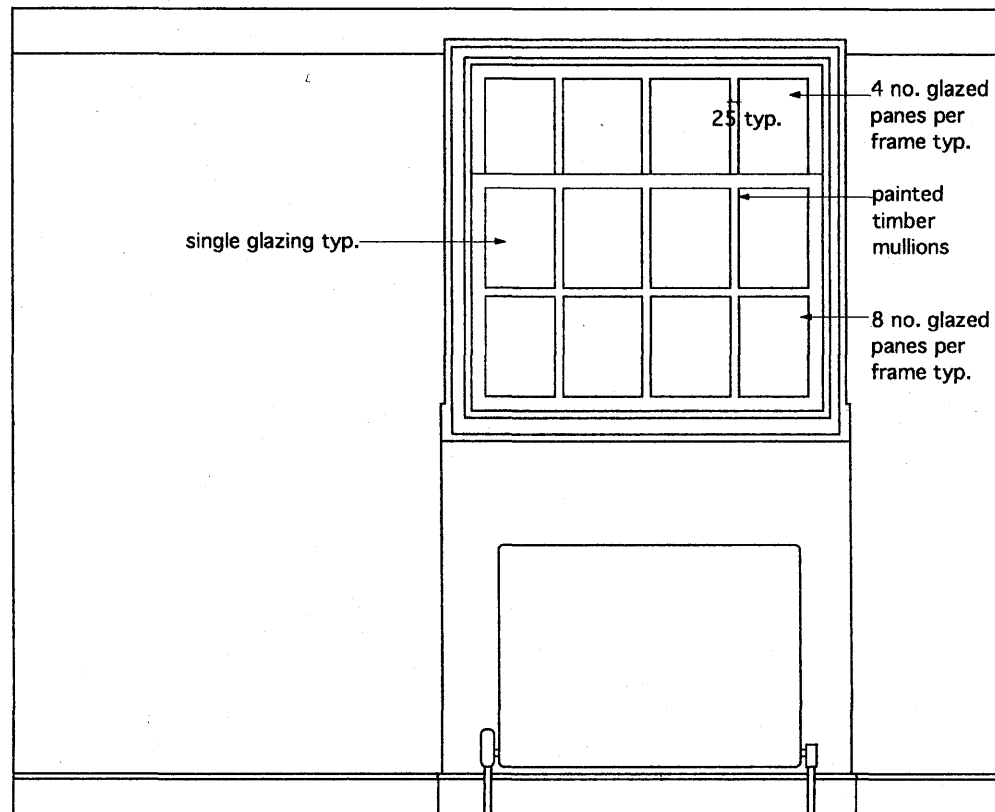 4 no. glazed
panes per
frame typ.
25 typ.
painted
timber
mullions
single glazing typ.
8 no. glazed
panes per
frame typ.